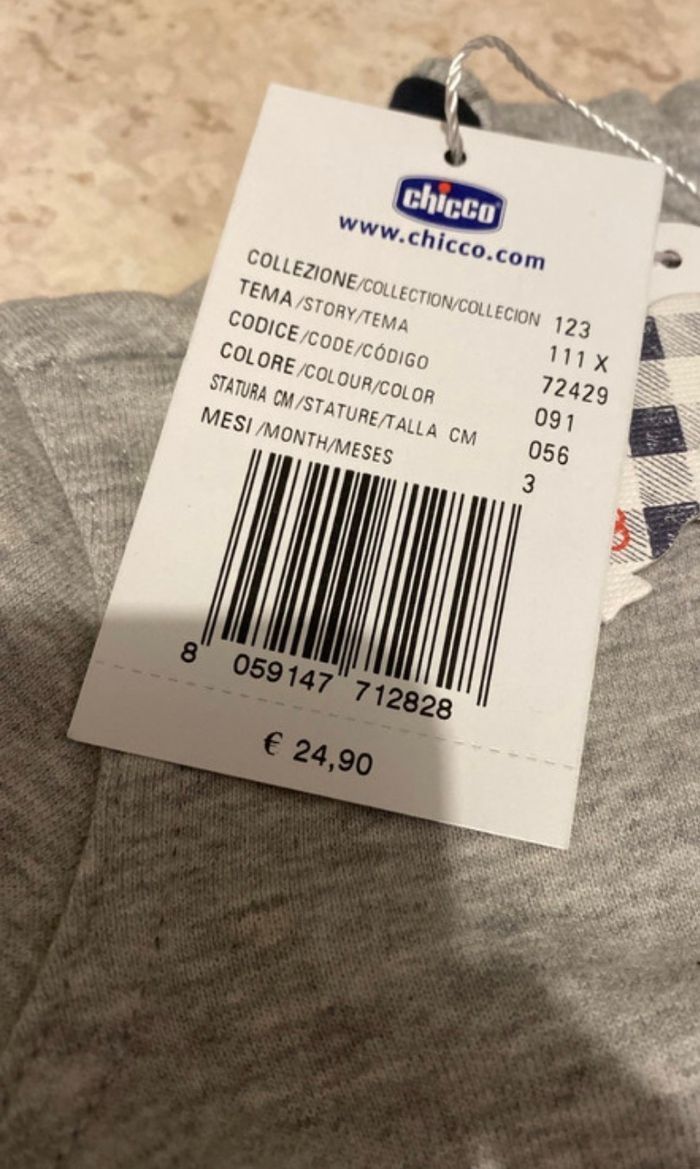 chicco
www.chicco.com
COLLEZIONE/COLLECTION/COLLECION 123
TEMA/STORY/TEMA 111 X
CODICE/CODE/CÓDIGO 72429
COLORE/COLOUR/COLOR 091
STATURA CM/STATURE/TALLA CM 056
MESI/MONTH/MESES 3
8 059147 712828
€ 24,90